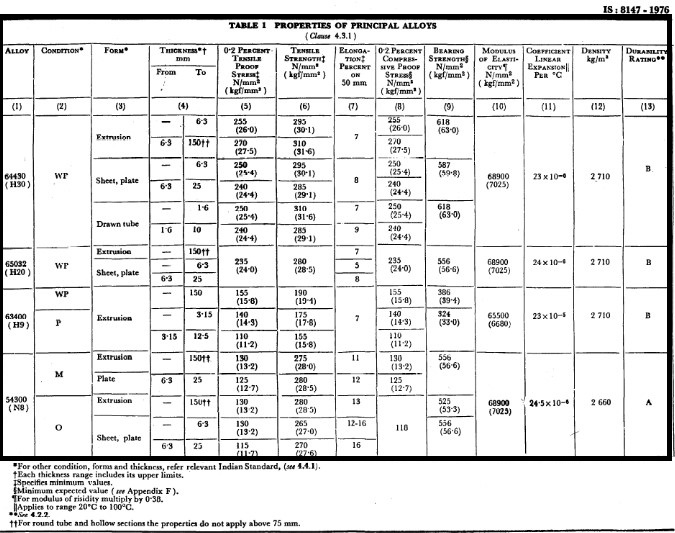 IS : 8147 - 1976
TABLE I PROPERTIES OF PRINCIPAL ALLOYS
( Clause 4.3.1 )
ALLOY CONDITION* FORM* THICKNESS*† mm 0·2 PERCENT TENSILE PROOF STRESS‡ N/mm² ( kgf/mm² ) TENSILE STRENGTH‡ N/mm² ( kgf/mm² ) ELONGA- TION‡ PERCENT ON 50 mm 0·2 PERCENT COMPRES- SIVE PROOF STRESS§ N/mm² ( kgf/mm² ) BEARING STRENGTH§ N/mm² ( kgf/mm² ) MODULUS OF ELASTI- CITY¶ N/mm² ( kgf/mm² ) COEFFICIENT LINEAR EXPANSION|| PER °C DENSITY kg/m³ DURABILITY RATING**
From To
(1) (2) (3) (4) (5) (6) (7) (8) (9) (10) (11) (12) (13)
64430 ( H30 ) WP Extrusion — 6·3 255 (26·0) 295 (30·1) 7 255 (26·0) 618 (63·0) 68900 (7025) 23 × 10⁻⁶ 2 710 B
6·3 150†† 270 (27·5) 310 (31·6) 270 (27·5)
Sheet, plate — 6·3 250 (25·4) 295 (30·1) 8 250 (25·4) 587 (59·8)
6·3 25 240 (24·4) 285 (29·1) 240 (24·4)
Drawn tube — 1·6 250 (25·4) 310 (31·6) 7 250 (25·4) 618 (63·0)
1·6 10 240 (24·4) 285 (29·1) 9 240 (24·4)
65032 ( H20 ) WP Extrusion — 150†† 235 (24·0) 280 (28·5) 7 235 (24·0) 556 (56·6) 68900 (7025) 24 × 10⁻⁶ 2 710 B
Sheet, plate — 6·3 5
6·3 25 8
63400 ( H9 ) WP Extrusion — 150 155 (15·8) 190 (19·4) 7 155 (15·8) 386 (39·4) 65500 (6680) 23 × 10⁻⁶ 2 710 B
P — 3·15 140 (14·3) 175 (17·8) 140 (14·3) 324 (33·0)
3·15 12·5 110 (11·2) 155 (15·8) 110 (11·2)
54300 ( N8 ) M Extrusion — 150†† 130 (13·2) 275 (28·0) 11 130 (13·2) 556 (56·6) 68900 (7025) 24·5 × 10⁻⁶ 2 660 A
Plate 6·3 25 125 (12·7) 280 (28·5) 12 125 (12·7)
O Extrusion — 150†† 130 (13·2) 280 (28·5) 13 118 525 (53·3)
Sheet, plate — 6·3 130 (13·2) 265 (27·0) 12-16 556 (56·6)
6·3 25 115 (11·7) 270 (27·6) 16
*For other condition, forms and thickness, refer relevant Indian Standard, (see 4.4.1).
†Each thickness range includes its upper limits.
‡Specifies minimum values.
§Minimum expected value ( see Appendix F ).
¶For modulus of risidity multiply by 0·38.
||Applies to range 20°C to 100°C.
**See 4.2.2.
††For round tube and hollow sections the properties do not apply above 75 mm.